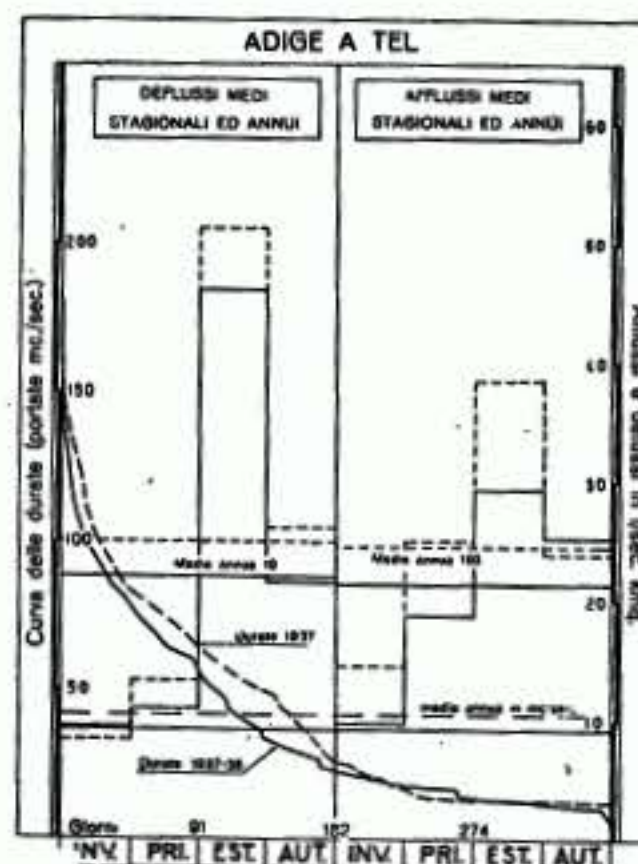 ADIGE A TEL
DEFLUSSI MEDI
STAGIONALI ED ANNUI
AFFLUSSI MEDI
STAGIONALI ED ANNUI
Curva delle durate (portate mc./sec.)
200
150
100
50
60
50
40
30
20
10
Media annua
Media annua
Durate 1937
media annua
Durate 1937-38
Giorni
91
182
274
INV.
PRI.
EST.
AUT.
INV.
PRI.
EST.
AUT.